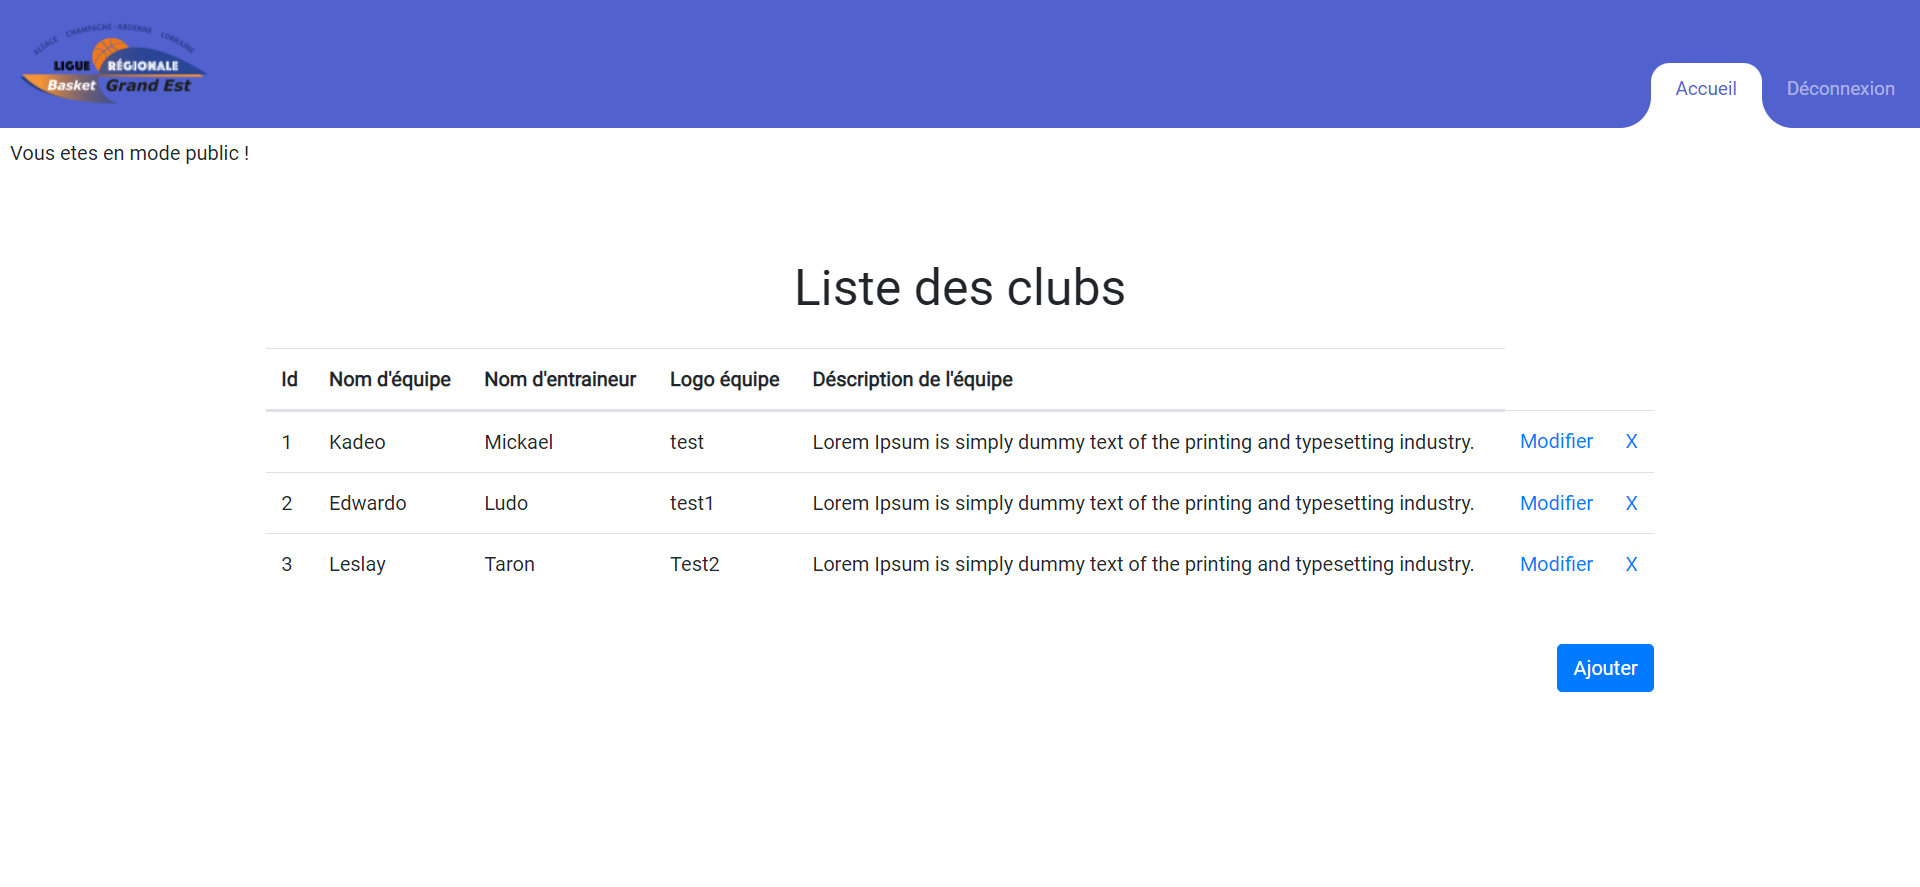 ALSACE CHAMPAGNE-ARDENNE LORRAINE
LIGUE RÉGIONALE
Basket Grand Est
Accueil Déconnexion
Vous etes en mode public !
Liste des clubs
Id Nom d'équipe Nom d'entraineur Logo équipe Déscription de l'équipe
1 Kadeo Mickael test Lorem Ipsum is simply dummy text of the printing and typesetting industry. Modifier X
2 Edwardo Ludo test1 Lorem Ipsum is simply dummy text of the printing and typesetting industry. Modifier X
3 Leslay Taron Test2 Lorem Ipsum is simply dummy text of the printing and typesetting industry. Modifier X
Ajouter